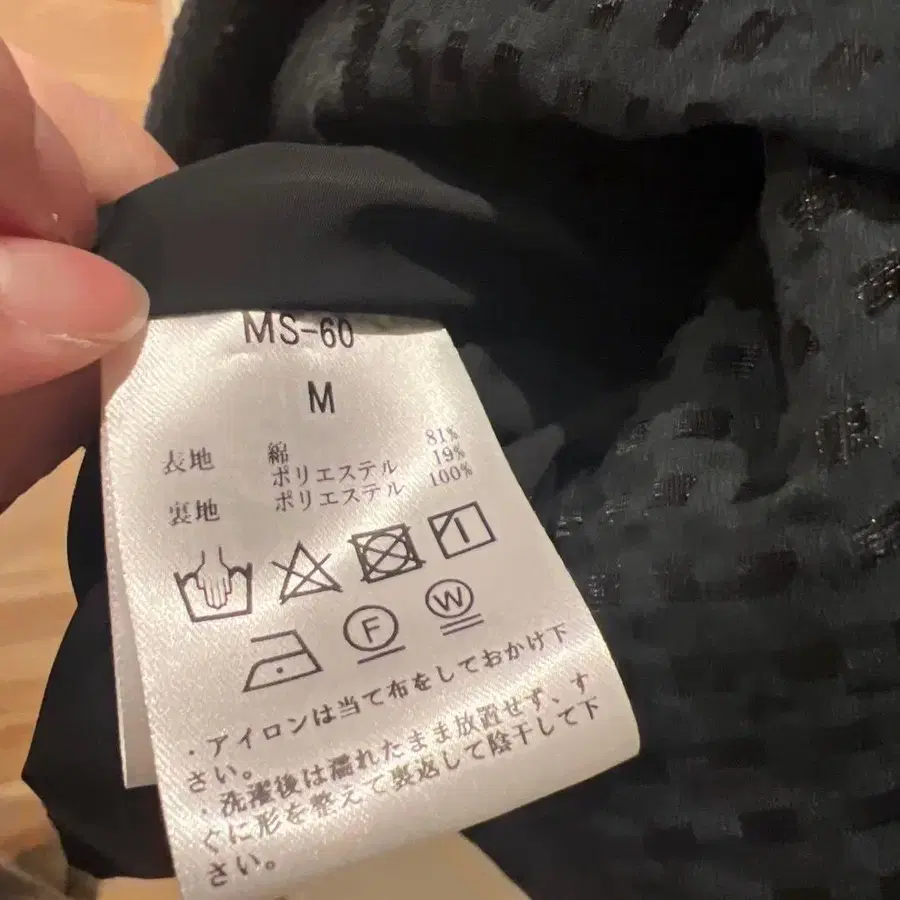 MS-60
M
表地 綿 81%
ポリエステル 19%
裏地 ポリエステル 100%
F W
・アイロンは当て布をしておかけ下
さい。
・洗濯後は濡れたまま放置せず、す
ぐに形を整えて裏返して陰干して下
さい。